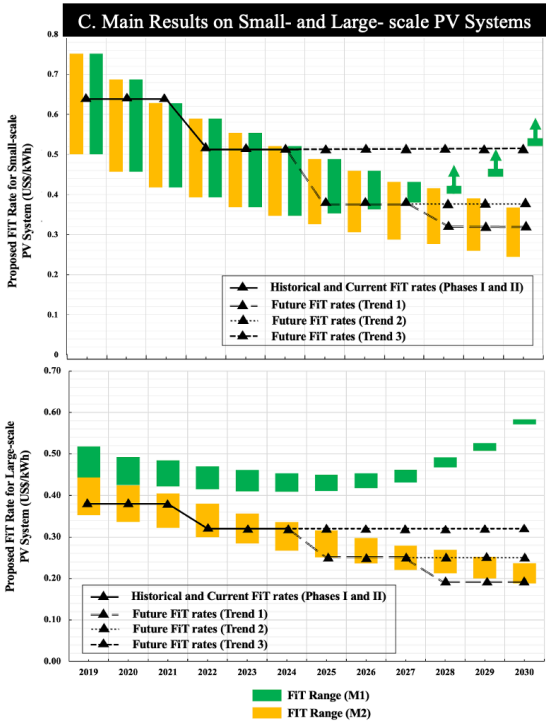 C. Main Results on Small- and Large- scale PV Systems
Proposed FiT Rate for Small-scale
PV System (US$/kWh)
0.8
0.7
0.6
0.5
0.4
0.3
0.2
0.1
0
Historical and Current FiT rates (Phases I and II)
Future FiT rates (Trend 1)
Future FiT rates (Trend 2)
Future FiT rates (Trend 3)
Proposed FiT Rate for Large-scale
PV System (US$/kWh)
0.70
0.60
0.50
0.40
0.30
0.20
0.10
0.00
Historical and Current FiT rates (Phases I and II)
Future FiT rates (Trend 1)
Future FiT rates (Trend 2)
Future FiT rates (Trend 3)
2019 2020 2021 2022 2023 2024 2025 2026 2027 2028 2029 2030
FiT Range (M1)
FIT Range (M2)